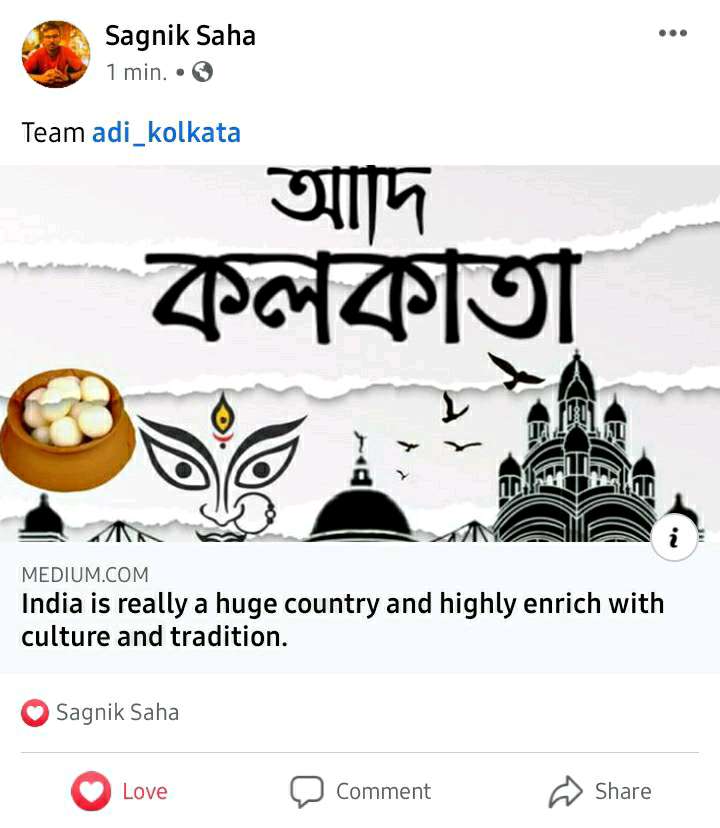 Sagnik Saha
1 min. •
Team adi_kolkata
আদি
কলকাতা
i
MEDIUM.COM
India is really a huge country and highly enrich with
culture and tradition.
Sagnik Saha
Love
Comment
Share